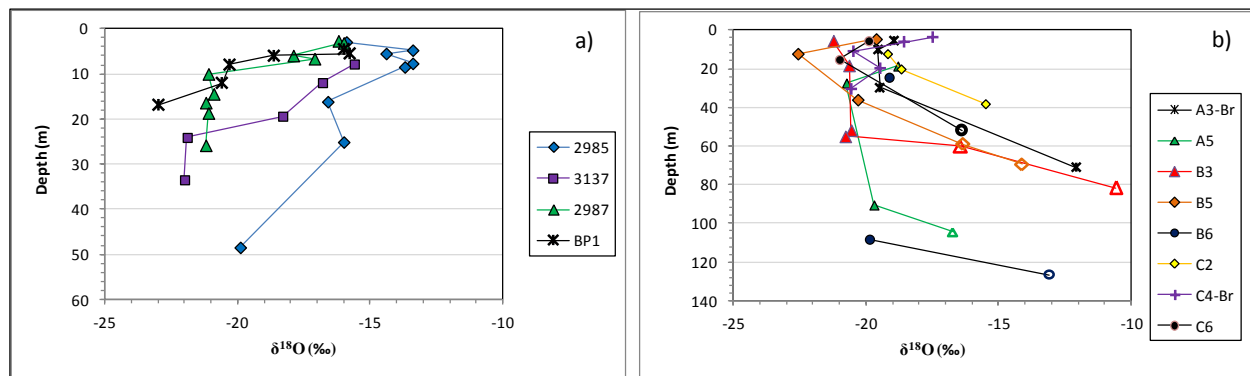 a)
0
10
20
30
40
50
60
Depth (m)
-25 -20 -15 -10
δ18O (‰)
2985
3137
2987
BP1
b)
0
20
40
60
80
100
120
140
Depth (m)
-25 -20 -15 -10
δ18O (‰)
A3-Br
A5
B3
B5
B6
C2
C4-Br
C6